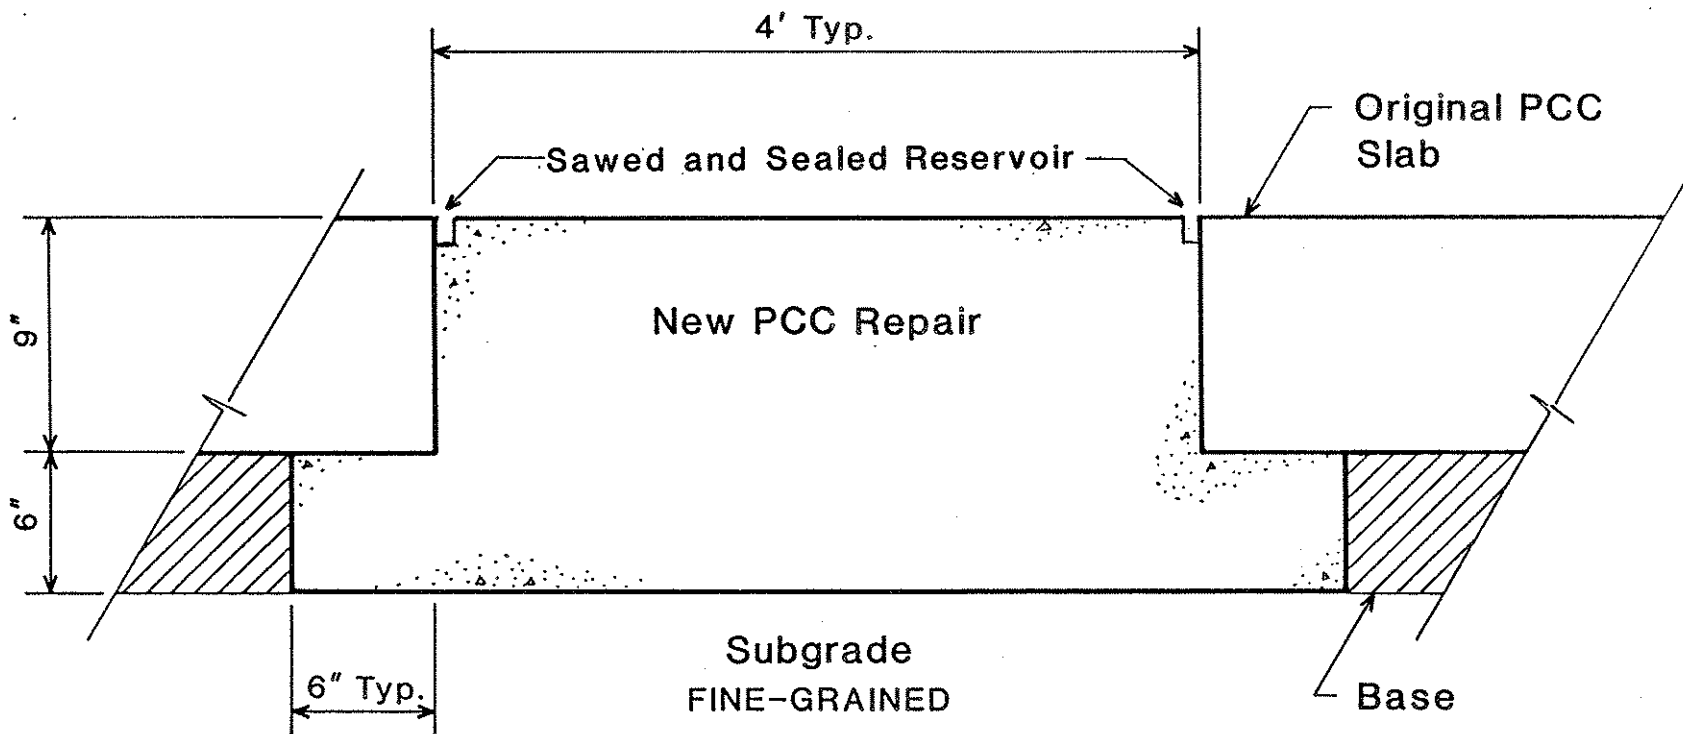 4' Typ.
Original PCC
Slab
Sawed and Sealed Reservoir
New PCC Repair
9"
6"
Subgrade
FINE-GRAINED
6" Typ.
Base